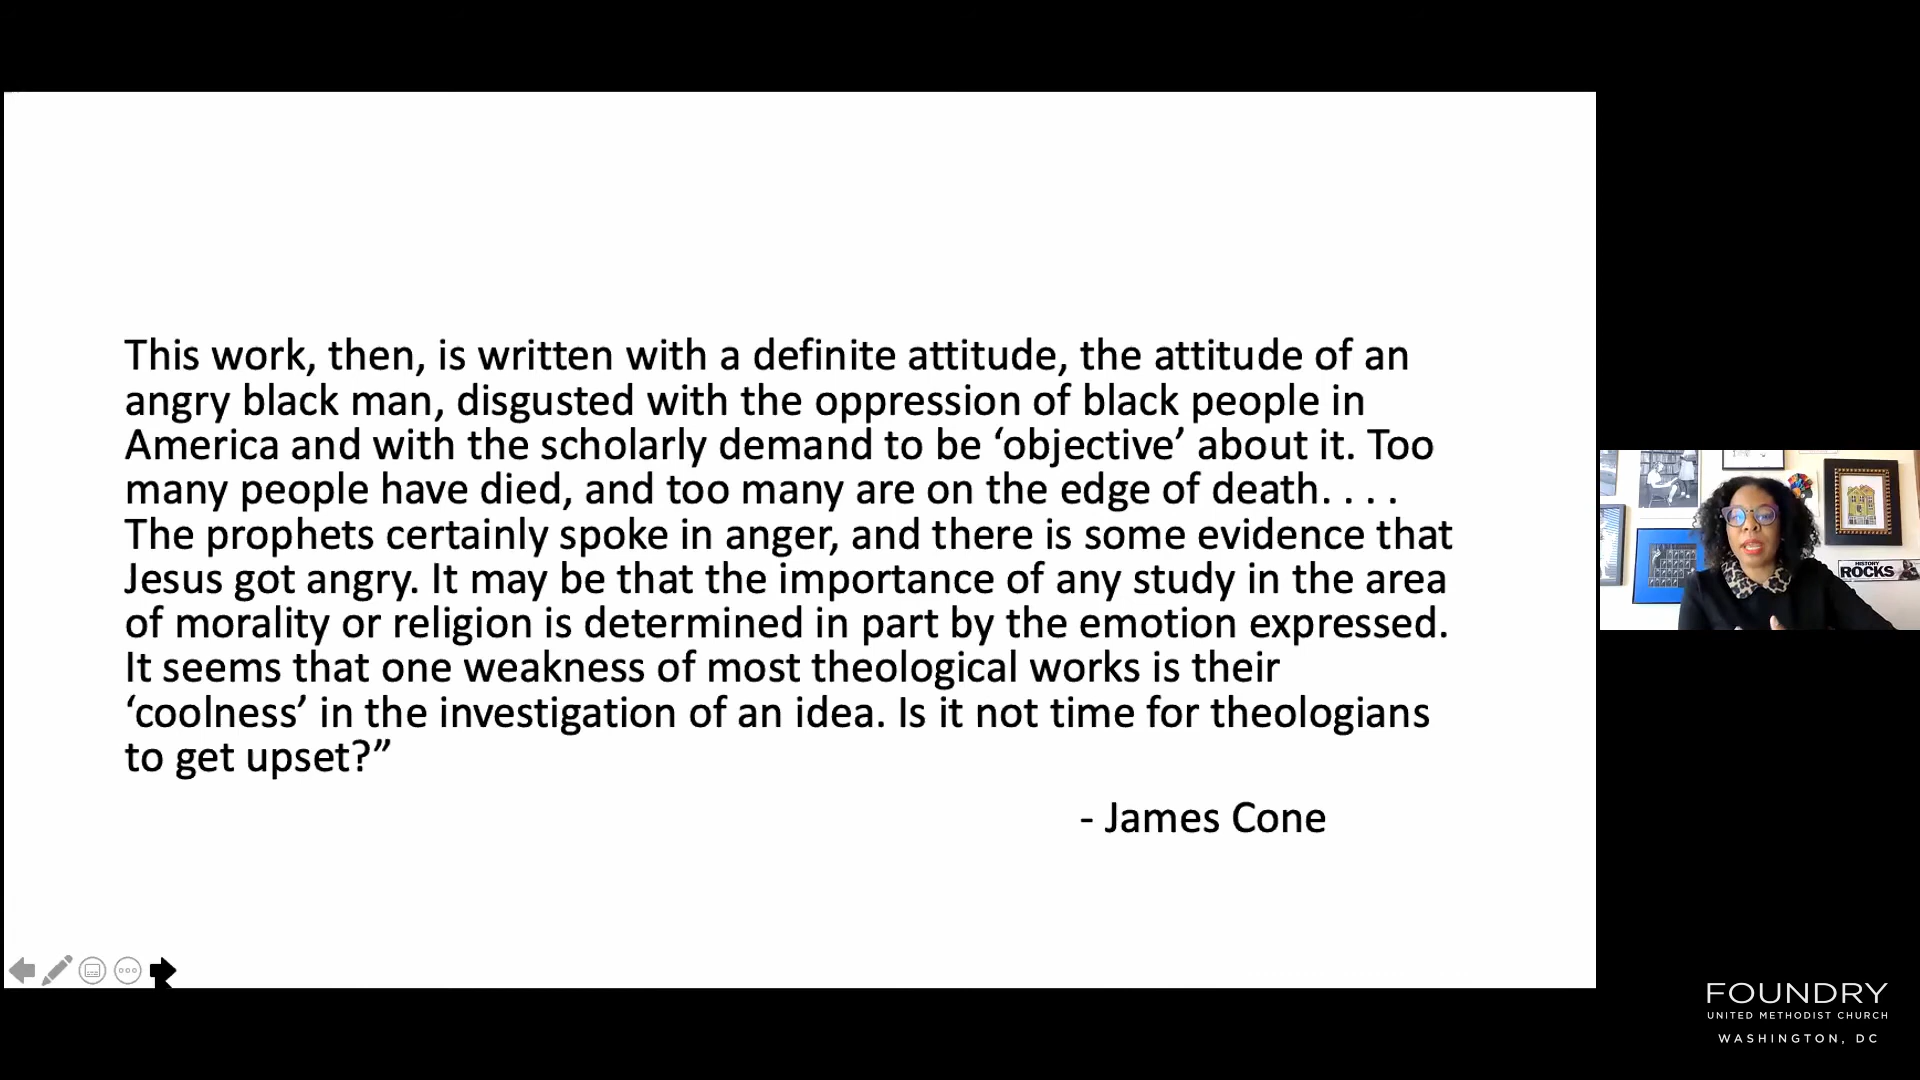 This work, then, is written with a definite attitude, the attitude of an
angry black man, disgusted with the oppression of black people in
America and with the scholarly demand to be ‘objective’ about it. Too
many people have died, and too many are on the edge of death. . . .
The prophets certainly spoke in anger, and there is some evidence that
Jesus got angry. It may be that the importance of any study in the area
of morality or religion is determined in part by the emotion expressed.
It seems that one weakness of most theological works is their
‘coolness’ in the investigation of an idea. Is it not time for theologians
to get upset?”
- James Cone
HISTORY
ROCKS
FOUNDRY
UNITED METHODIST CHURCH
WASHINGTON, DC